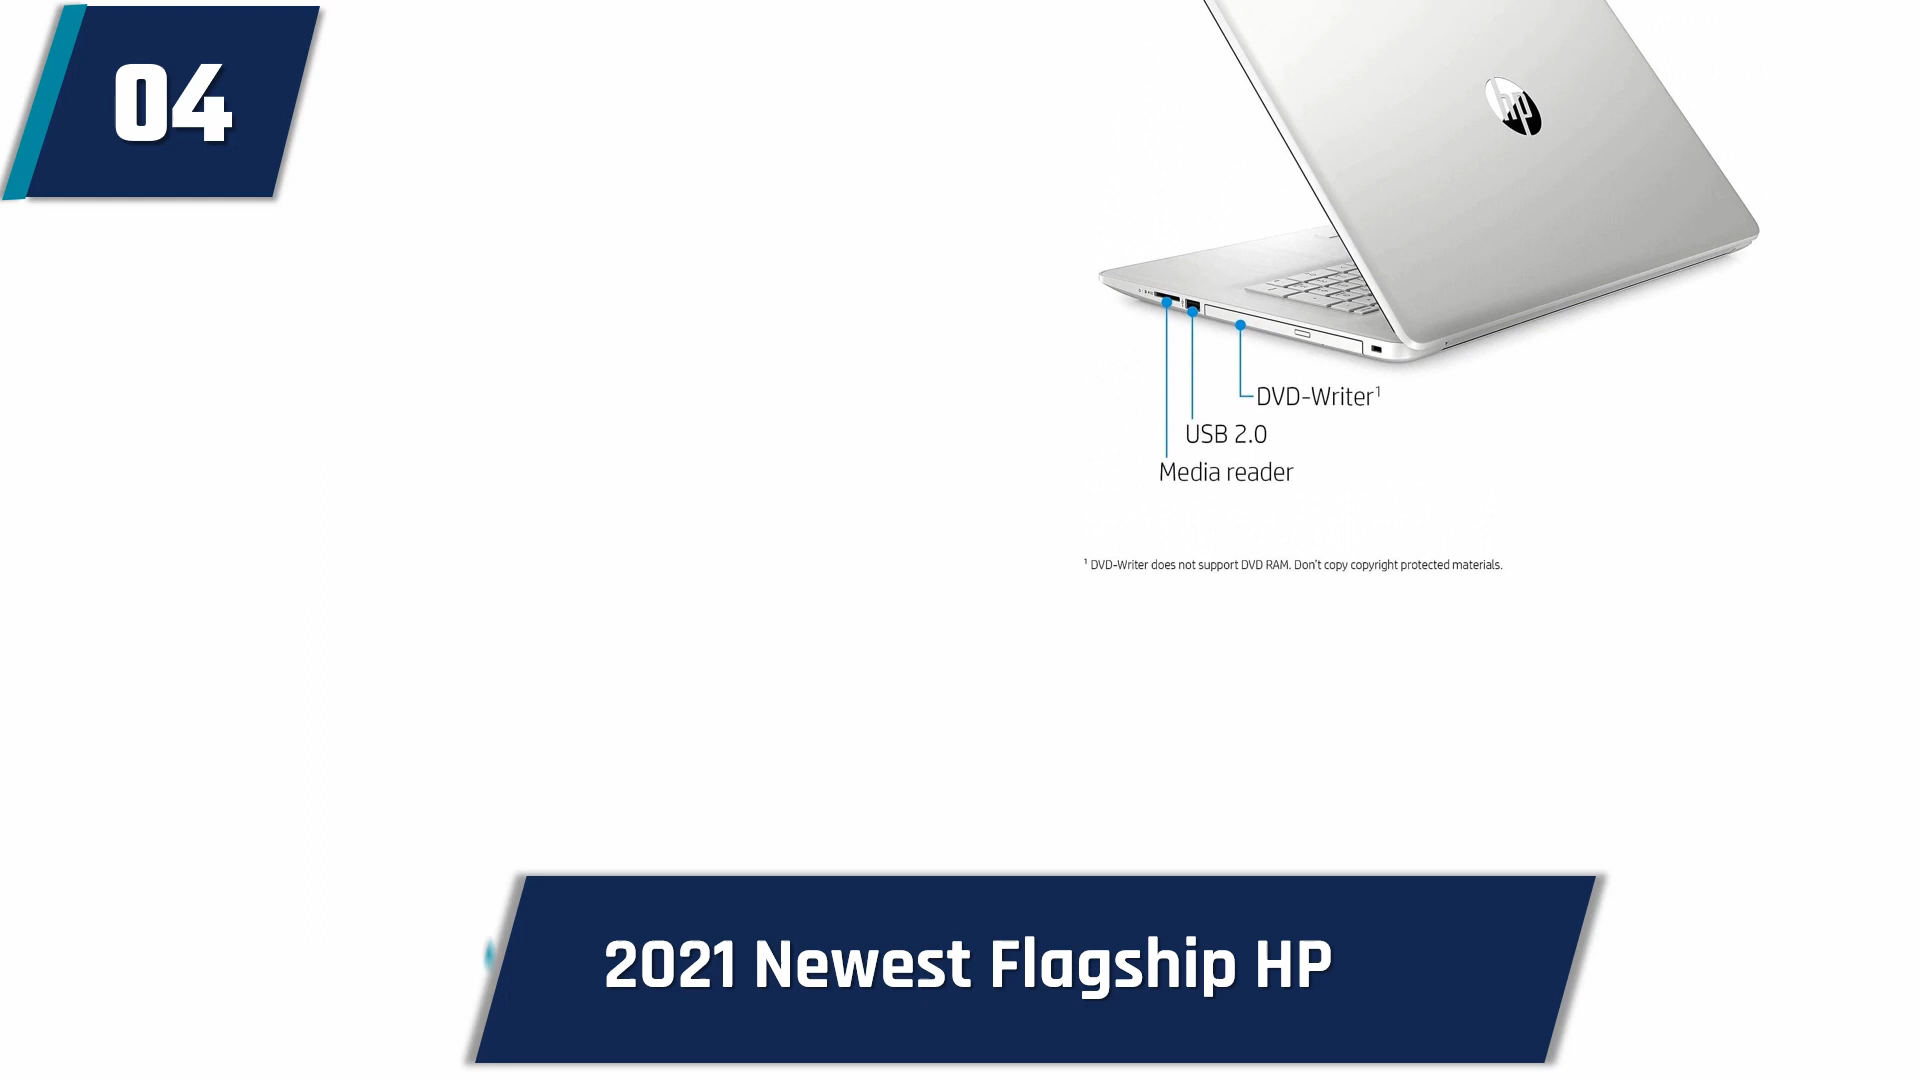 04
hp
DVD-Writer¹
USB 2.0
Media reader
¹ DVD-Writer does not support DVD RAM. Don't copy copyright protected materials.
2021 Newest Flagship HP